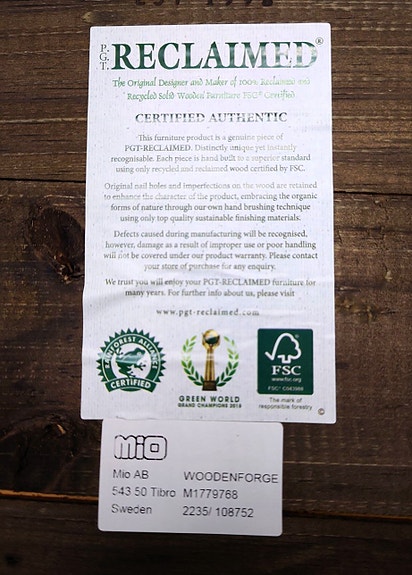 P.G.T. RECLAIMED®
The Original Designer and Maker of 100% Reclaimed and
Recycled Solid Wooden Furniture FSC® Certified
CERTIFIED AUTHENTIC
This furniture product is a genuine piece of
PGT-RECLAIMED. Distinctly unique yet instantly
recognisable. Each piece is hand built to a superior standard
using only recycled and reclaimed wood certified by FSC.
Original nail holes and imperfections on the wood are retained
to enhance the character of the product, embracing the organic
forms of nature through our own hand brushing technique
using only top quality sustainable finishing materials.
Defects caused during manufacturing will be recognised,
however, damage as a result of improper use or poor handling
will not be covered under our product warranty. Please contact
your store of purchase for any enquiry.
We trust you will enjoy your PGT-RECLAIMED furniture for
many years. For further info about us, please visit
www.pgt-reclaimed.com
RAINFOREST ALLIANCE
CERTIFIED
GREEN WORLD
GRAND CHAMPIONS 2013
FSC
www.fsc.org
FSC® C041986
The mark of
responsible forestry
©
MIO
Mio AB WOODENFORGE
543 50 Tibro M1779768
Sweden 2235/ 108752